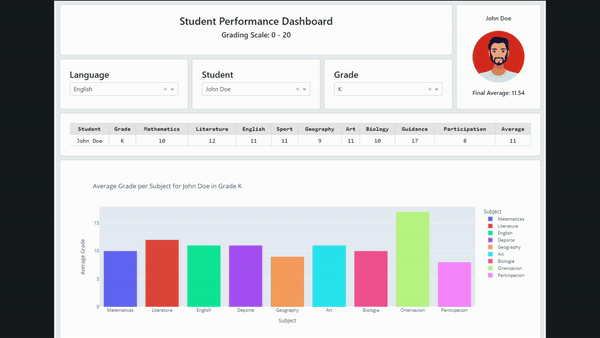 Student Performance Dashboard
Grading Scale: 0 - 20
John Doe
Final Average: 11.54
Language
English
Student
John Doe
Grade
K
Student Grade Mathematics Literature English Sport Geography Art Biology Guidance Participation Average
John Doe K 10 12 11 11 9 11 10 17 8 11
Average Grade per Subject for John Doe in Grade K
Average Grade
15
10
5
0
Matematicas Literature English Deporte Geography Art Biologia Orientacion Participacion
Subject
Subject
Matematicas
Literature
English
Deporte
Geography
Art
Biologia
Orientacion
Participacion